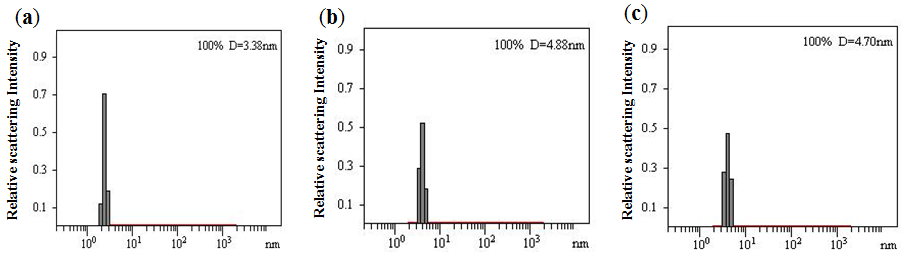 (a)
100% D=3.38nm
Relative scattering Intensity
0.9
0.7
0.5
0.3
0.1
10⁰ 10¹ 10² 10³ nm
(b)
100% D=4.88nm
Relative scattering Intensity
0.9
0.7
0.5
0.3
0.1
10⁰ 10¹ 10² 10³ nm
(c)
100% D=4.70nm
Relative scattering Intensity
0.9
0.7
0.5
0.3
0.1
10⁰ 10¹ 10² 10³ nm